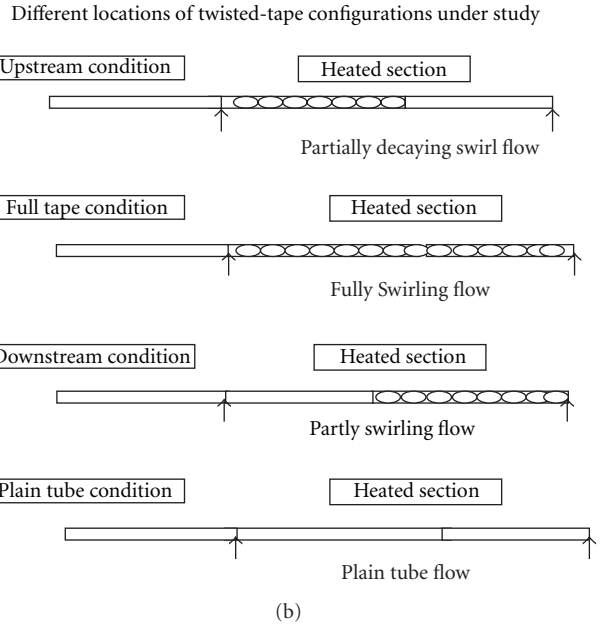 Different locations of twisted-tape configurations under study
Upstream condition
Heated section
Partially decaying swirl flow
Full tape condition
Heated section
Fully Swirling flow
Downstream condition
Heated section
Partly swirling flow
Plain tube condition
Heated section
Plain tube flow
(b)